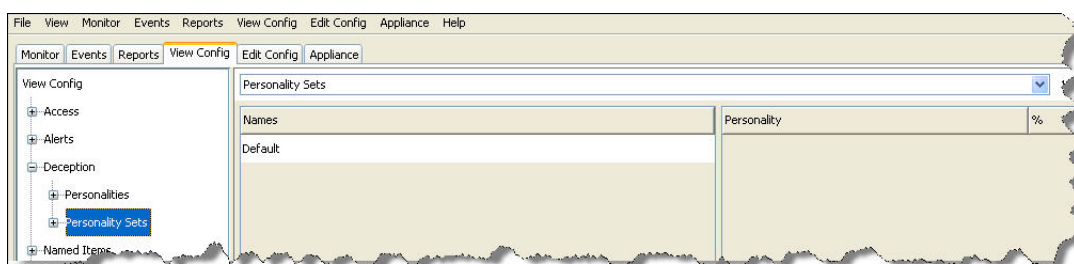 File View Monitor Events Reports View Config Edit Config Appliance Help
Monitor Events Reports View Config Edit Config Appliance
View Config
Personality Sets
Access
Names Personality %
Alerts
Default
Deception
Personalities
Personality Sets
Named Items